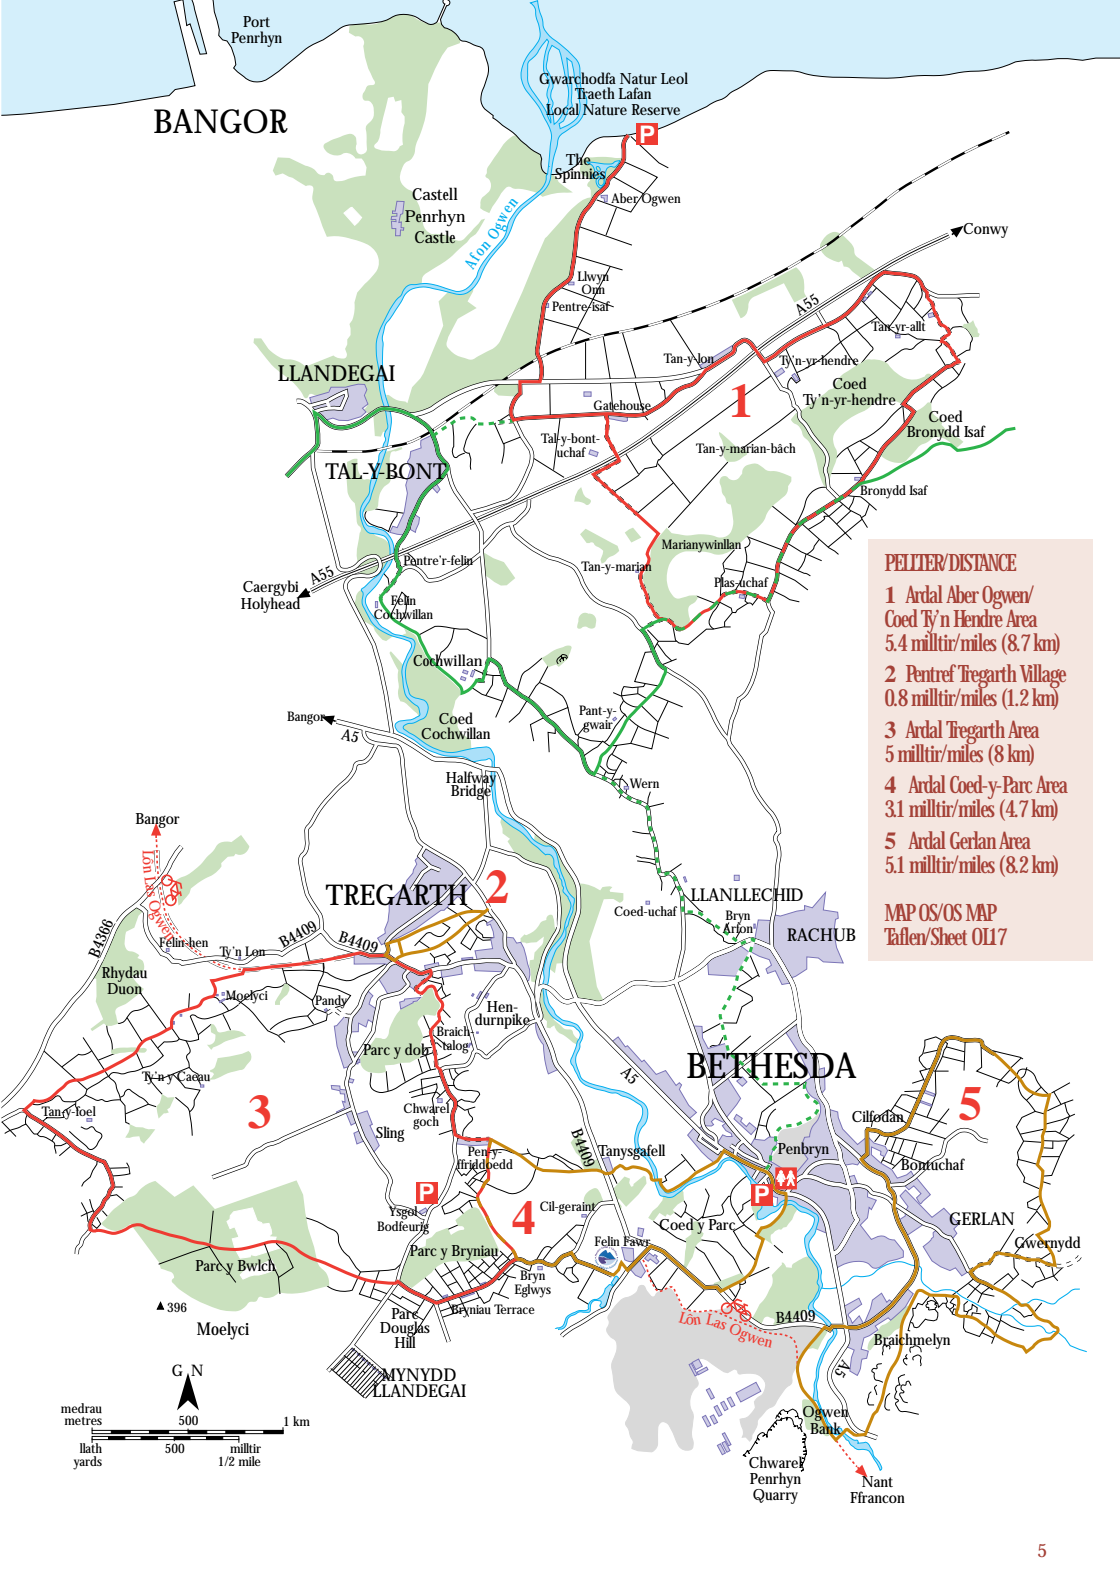 Port
Penrhyn
BANGOR
Gwarchodfa Natur Leol
Traeth Lafan
Local Nature Reserve
P
The
Spinnies
Aber Ogwen
Castell
Penrhyn
Castle
Afon Ogwen
Conwy
Llwyn
Onn
Pentre-isaf
A55
Tan-yr-allt
Tan-y-lon
Ty'n-yr-hendre
LLANDEGAI
1
Coed
Ty'n-yr-hendre
Gatehouse
Coed
Bronydd Isaf
Tal-y-bont-
uchaf
Tan-y-marian-bâch
TAL-Y-BONT
Bronydd Isaf
Marianywinllan
Pentre'r-felin
Tan-y-marian
Plas-uchaf
A55
Caergybi
Holyhead
Felin
Cochwillan
Cochwillan
Pant-y-
gwair
Bangor
A5
Coed
Cochwillan
Halfway
Bridge
Wern
PELLTER/DISTANCE
1 Ardal Aber Ogwen/
Coed Ty'n Hendre Area
5.4 milltir/miles (8.7 km)
2 Pentref Tregarth Village
0.8 milltir/miles (1.2 km)
3 Ardal Tregarth Area
5 milltir/miles (8 km)
4 Ardal Coed-y-Parc Area
3.1 milltir/miles (4.7 km)
5 Ardal Gerlan Area
5.1 milltir/miles (8.2 km)
MAP OS/OS MAP
Taflen/Sheet OL17
Bangor
Lôn Las Ogwen
TREGARTH
2
LLANLLECHID
Coed-uchaf
Bryn
Arfon
RACHUB
B4366
Felin-hen
Ty'n Lon
B4409
B4409
Rhydau
Duon
Moelyci
Pandy
Hen-
durnpike
Braich-
talog
Parc y dob
BETHESDA
A5
Ty'n y Caeau
3
Tan-y-foel
Chwarel
goch
Sling
5
Cilfodan
B4409
Tanysgafell
Penbryn
Bontuchaf
Pen-y-
ffriddoedd
P
P
Ysgol
Bodfeurig
4
Cil-geraint
Coed y Parc
GERLAN
Gwernydd
Felin Fawr
Parc y Bryniau
Parc y Bwlch
Bryn
Eglwys
Bryniau Terrace
396
Moelyci
Parc
Douglas
Hill
Lôn Las Ogwen
B4409
Braichmelyn
A5
MYNYDD
LLANDEGAI
G N
medrau
metres
500
1 km
llath
yards
500
milltir
1/2 mile
Ogwen
Bank
Chwarel
Penrhyn
Quarry
Nant
Ffrancon
5